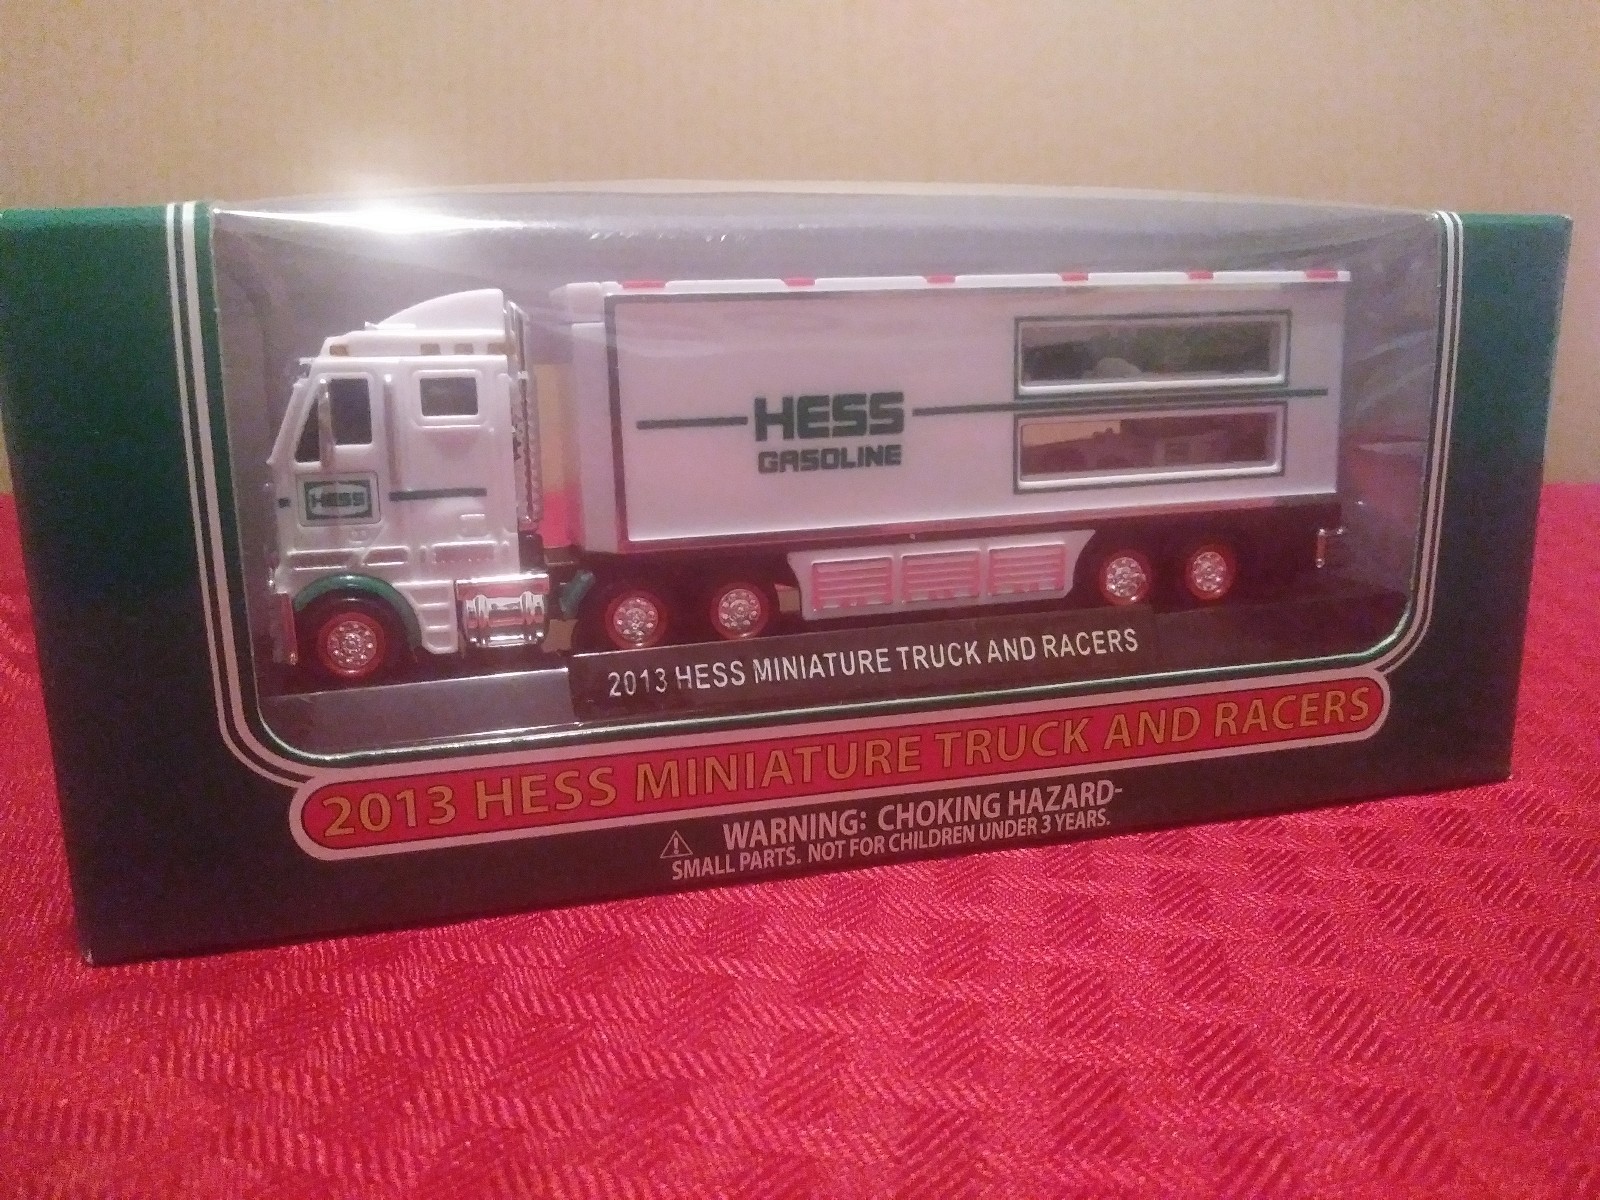 HESS
GASOLINE
HESS
2013 HESS MINIATURE TRUCK AND RACERS
2013 HESS MINIATURE TRUCK AND RACERS
WARNING: CHOKING HAZARD-
SMALL PARTS. NOT FOR CHILDREN UNDER 3 YEARS.